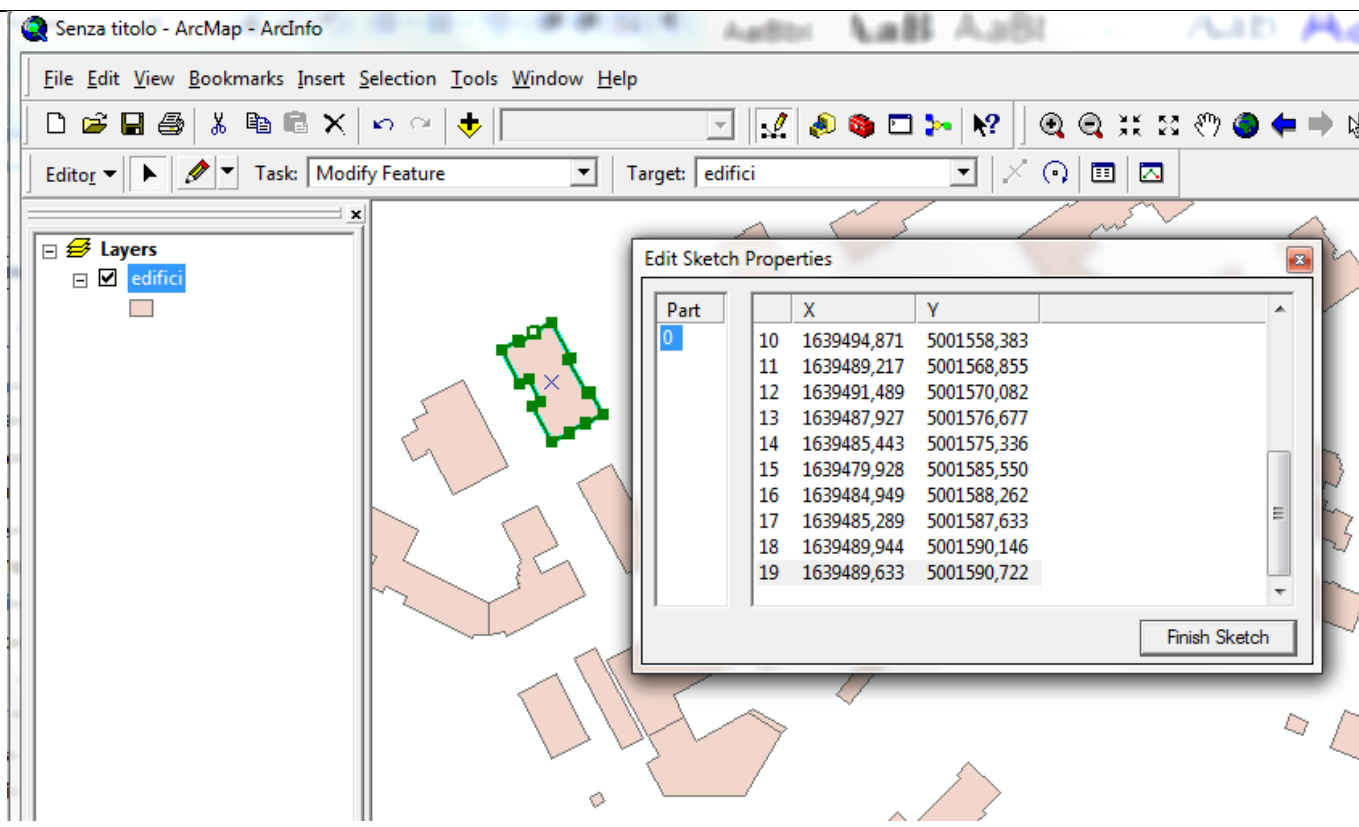 Senza titolo - ArcMap - ArcInfo
File Edit View Bookmarks Insert Selection Tools Window Help
Editor Task: Modify Feature Target: edifici
Layers
edifici
Edit Sketch Properties
Part X Y
0
10 1639494,871 5001558,383
11 1639489,217 5001568,855
12 1639491,489 5001570,082
13 1639487,927 5001576,677
14 1639485,443 5001575,336
15 1639479,928 5001585,550
16 1639484,949 5001588,262
17 1639485,289 5001587,633
18 1639489,944 5001590,146
19 1639489,633 5001590,722
Finish Sketch